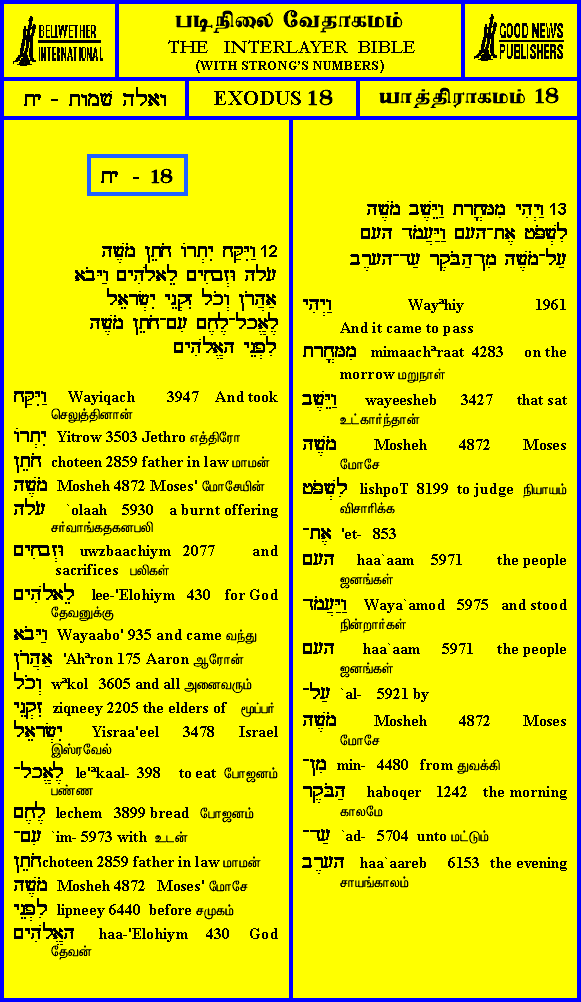 BELLWETHER
INTERNATIONAL
படிநிலை வேதாகமம்
THE INTERLAYER BIBLE
(WITH STRONG'S NUMBERS)
GOOD NEWS
PUBLISHERS
ואלה שמות - יח
EXODUS 18
யாத்திராகமம் 18
יח - 18
12 וַיִּקַּח יִתְרוֹ חֹתֵן מֹשֶׁה
עֹלָה וּזְבָחִים לֵאלֹהִים וַיָּבֹא
אַהֲרֹן וְכֹל זִקְנֵי יִשְׂרָאֵל
לֶאֱכָל-לֶחֶם עִם-חֹתֵן מֹשֶׁה
לִפְנֵי הָאֱלֹהִים
וַיִּקַּח Wayiqach 3947 And took
செலுத்தினான்
יִתְרוֹ Yitrow 3503 Jethro எத்திரோ
חֹתֵן choteen 2859 father in law மாமன்
מֹשֶׁה Mosheh 4872 Moses' மோசேயின்
עֹלָה `olaah 5930 a burnt offering
சர்வாங்கதகனபலி
וּזְבָחִים uwzbaachiym 2077 and
sacrifices பலிகள்
לֵאלֹהִים lee-'Elohiym 430 for God
தேவனுக்கு
וַיָּבֹא Wayaabo' 935 and came வந்து
אַהֲרֹן 'Ahªron 175 Aaron ஆரோன்
וְכֹל wªkol 3605 and all அனைவரும்
זִקְנֵי ziqneey 2205 the elders of மூப்பர்
יִשְׂרָאֵל Yisraa'eel 3478 Israel
இஸ்ரவேல்
לֶאֱכָל- le'ªkaal- 398 to eat போஜனம்
பண்ண
לֶחֶם lechem 3899 bread போஜனம்
עִם- `im- 5973 with உடன்
חֹתֵן choteen 2859 father in law மாமன்
מֹשֶׁה Mosheh 4872 Moses' மோசே
לִפְנֵי lipneey 6440 before சமுகம்
הָאֱלֹהִים haa-'Elohiym 430 God
தேவன்
13 וַיְהִי מִמָּחֳרָת וַיֵּשֶׁב מֹשֶׁה
לִשְׁפֹּט אֶת-הָעָם וַיַּעֲמֹד הָעָם
עַל-מֹשֶׁה מִן-הַבֹּקֶר עַד-הָעָרֶב
וַיְהִי Wayªhiy 1961
And it came to pass
מִמָּחֳרָת mimaachªraat 4283 on the
morrow மறுநாள்
וַיֵּשֶׁב wayeesheb 3427 that sat
உட்கார்ந்தான்
מֹשֶׁה Mosheh 4872 Moses
மோசே
לִשְׁפֹּט lishpoT 8199 to judge நியாயம்
விசாரிக்க
אֶת- 'et- 853
הָעָם haa`aam 5971 the people
ஜனங்கள்
וַיַּעֲמֹד Waya`amod 5975 and stood
நின்றார்கள்
הָעָם haa`aam 5971 the people
ஜனங்கள்
עַל- `al- 5921 by
מֹשֶׁה Mosheh 4872 Moses
மோசே
מִן- min- 4480 from துவக்கி
הַבֹּקֶר haboqer 1242 the morning
காலமே
עַד- `ad- 5704 unto மட்டும்
הָעָרֶב haa`aareb 6153 the evening
சாயங்காலம்